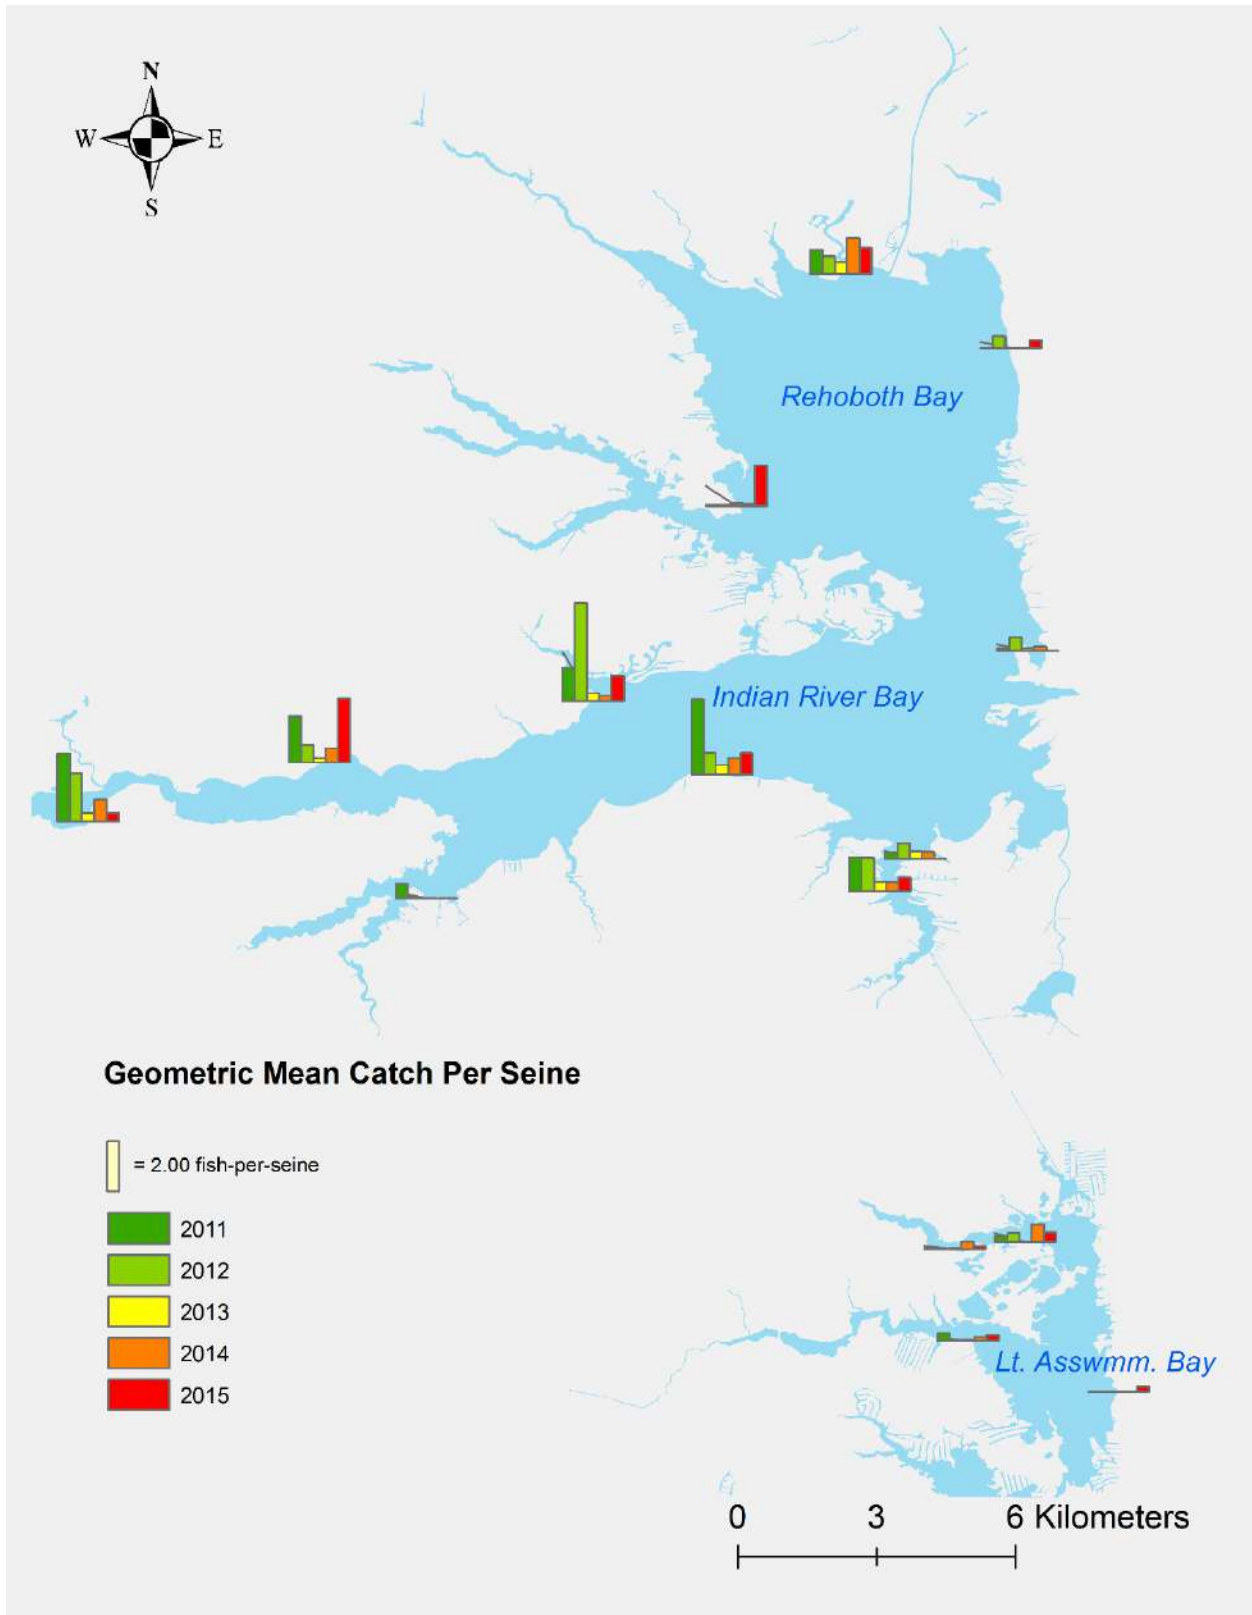 N
W E
S
Rehoboth Bay
Indian River Bay
Geometric Mean Catch Per Seine
= 2.00 fish-per-seine
2011
2012
2013
2014
2015
Lt. Asswmm. Bay
0 3 6 Kilometers